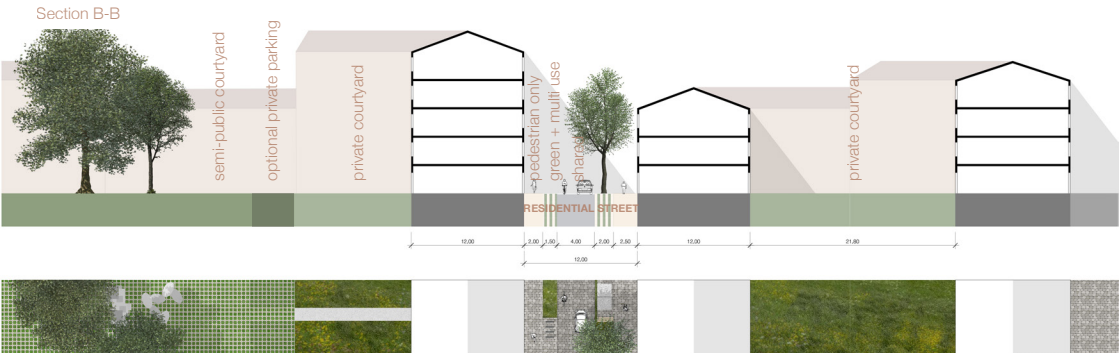 Section B-B
semi-public courtyard
optional private parking
private courtyard
pedestrian only
green + multi use
shared
private courtyard
RESIDENTIAL STREET
12,00
2,00
1,50
4,00
2,00
2,50
12,00
21,80
12,00